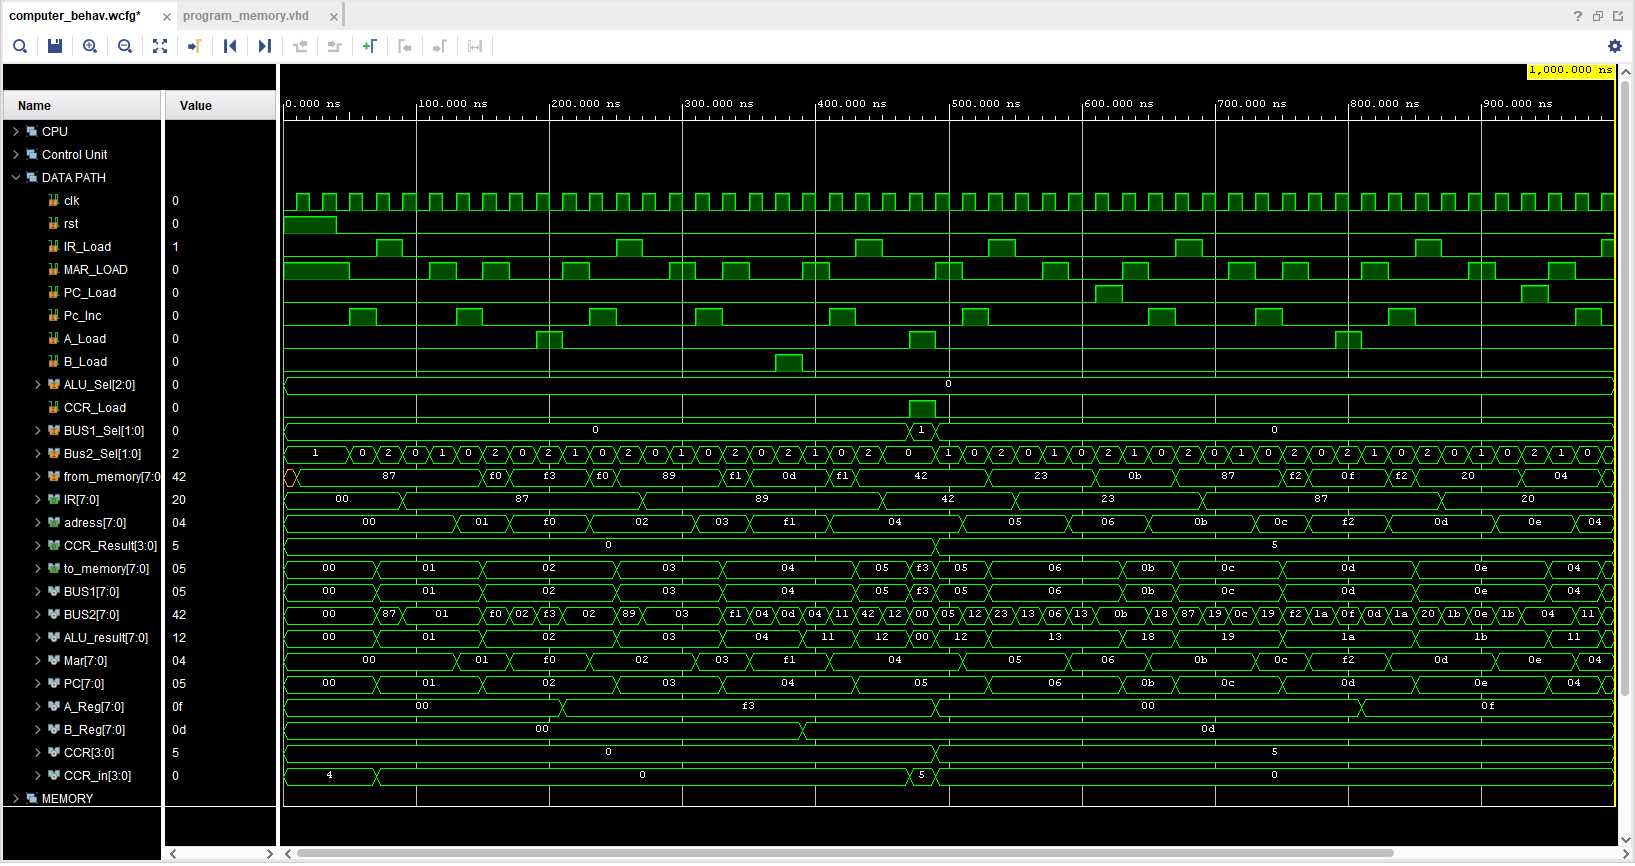 computer_behav.wcfg* × program_memory.vhd ×
?
1,000.000 ns
Name Value
0.000 ns 100.000 ns 200.000 ns 300.000 ns 400.000 ns 500.000 ns 600.000 ns 700.000 ns 800.000 ns 900.000 ns
CPU
Control Unit
DATA PATH
clk 0
rst 0
IR_Load 1
MAR_LOAD 0
PC_Load 0
Pc_Inc 0
A_Load 0
B_Load 0
ALU_Sel[2:0] 0 0
CCR_Load 0
BUS1_Sel[1:0] 0 0 1 0
Bus2_Sel[1:0] 2 1 0 2 0 1 0 2 0 2 1 0 2 0 1 0 2 0 2 1 0 2 0 1 0 2 0 1 0 2 1 0 2 0 1 0 2 0 2 1 0 2 0 1 0 2 1 0
from_memory[7:0 42 87 f0 f3 f0 89 f1 0d f1 42 23 0b 87 f2 0f f2 20 04
IR[7:0] 20 00 87 89 42 23 87 20
adress[7:0] 04 00 01 f0 02 03 f1 04 05 06 0b 0c f2 0d 0e 04
CCR_Result[3:0] 5 0 5
to_memory[7:0] 05 00 01 02 03 04 05 f3 05 06 0b 0c 0d 0e 04
BUS1[7:0] 05 00 01 02 03 04 05 f3 05 06 0b 0c 0d 0e 04
BUS2[7:0] 42 00 87 01 f0 02 f3 02 89 03 f1 04 0d 04 11 42 12 00 05 12 23 13 06 13 0b 18 87 19 0c 19 f2 1a 0f 0d 1a 20 1b 0e 1b 04 11
ALU_result[7:0] 12 00 01 02 03 04 11 12 00 12 13 18 19 1a 1b 11
Mar[7:0] 04 00 01 f0 02 03 f1 04 05 06 0b 0c f2 0d 0e 04
PC[7:0] 05 00 01 02 03 04 05 06 0b 0c 0d 0e 04
A_Reg[7:0] 0f 00 f3 00 0f
B_Reg[7:0] 0d 00 0d
CCR[3:0] 5 0 5
CCR_in[3:0] 0 4 0 5 0
MEMORY